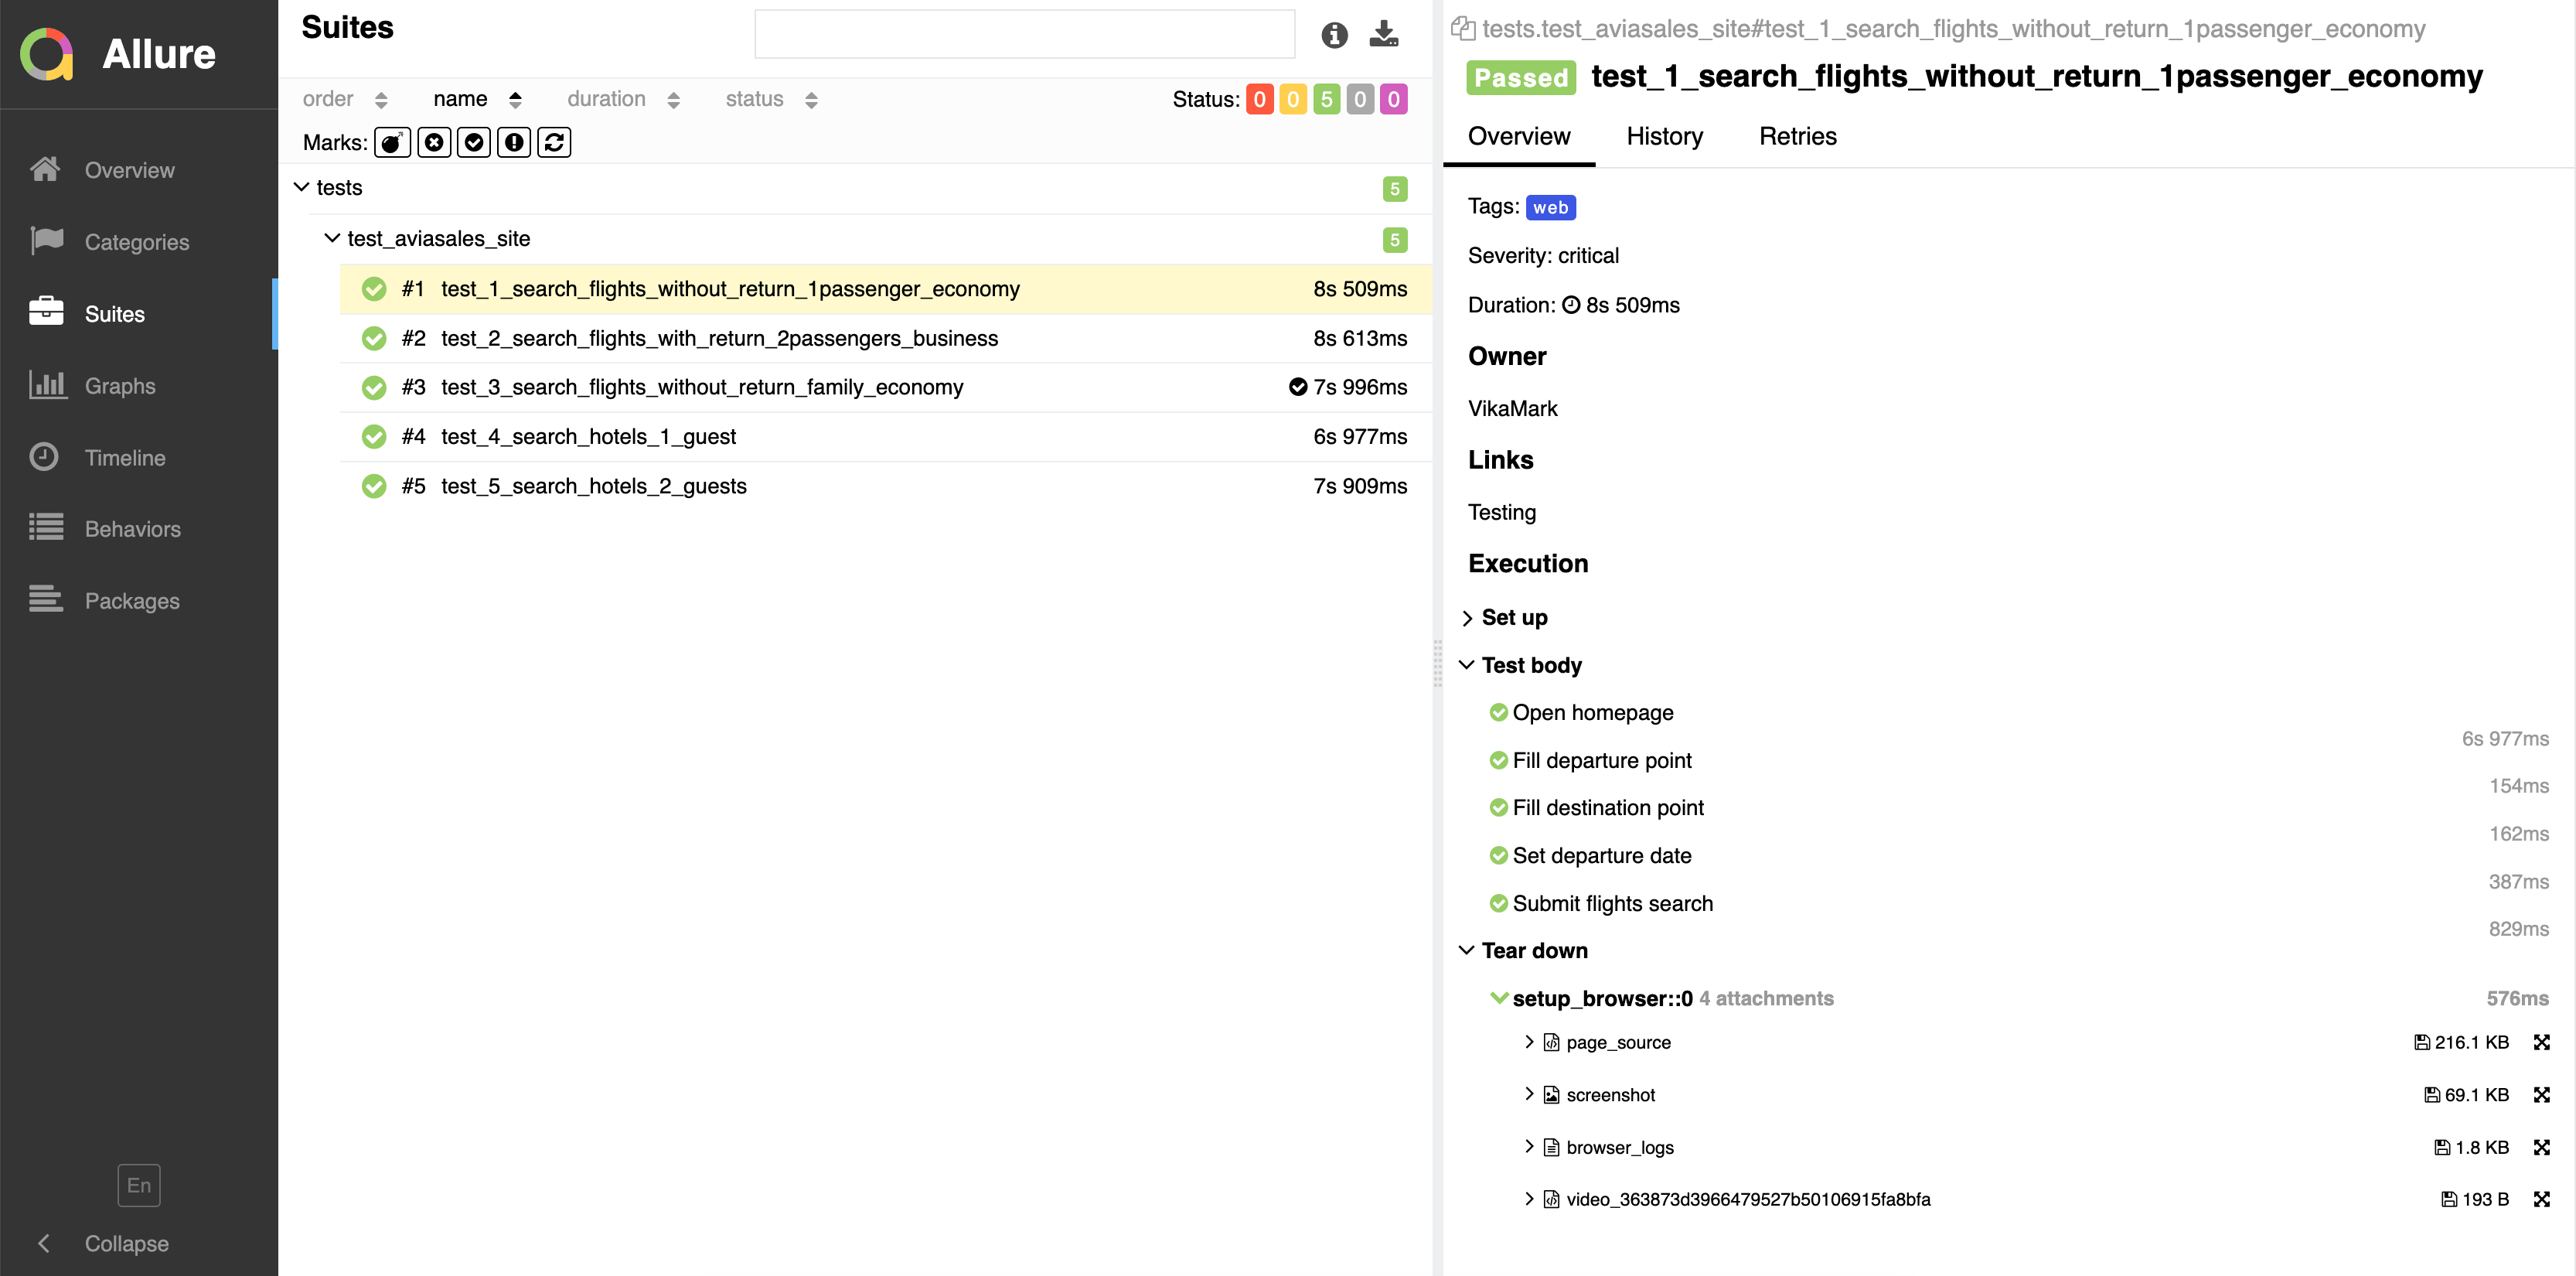 Allure
Overview
Categories
Suites
Graphs
Timeline
Behaviors
Packages
En
Collapse
Suites
order name duration status
Status: 0 0 5 0 0
Marks:
tests 5
test_aviasales_site 5
#1 test_1_search_flights_without_return_1passenger_economy 8s 509ms
#2 test_2_search_flights_with_return_2passengers_business 8s 613ms
#3 test_3_search_flights_without_return_family_economy 7s 996ms
#4 test_4_search_hotels_1_guest 6s 977ms
#5 test_5_search_hotels_2_guests 7s 909ms
tests.test_aviasales_site#test_1_search_flights_without_return_1passenger_economy
Passed test_1_search_flights_without_return_1passenger_economy
Overview History Retries
Tags: web
Severity: critical
Duration: 8s 509ms
Owner
VikaMark
Links
Testing
Execution
Set up
Test body
Open homepage
6s 977ms
Fill departure point
154ms
Fill destination point
162ms
Set departure date
387ms
Submit flights search
829ms
Tear down
setup_browser::0 4 attachments 576ms
page_source 216.1 KB
screenshot 69.1 KB
browser_logs 1.8 KB
video_363873d3966479527b50106915fa8bfa 193 B